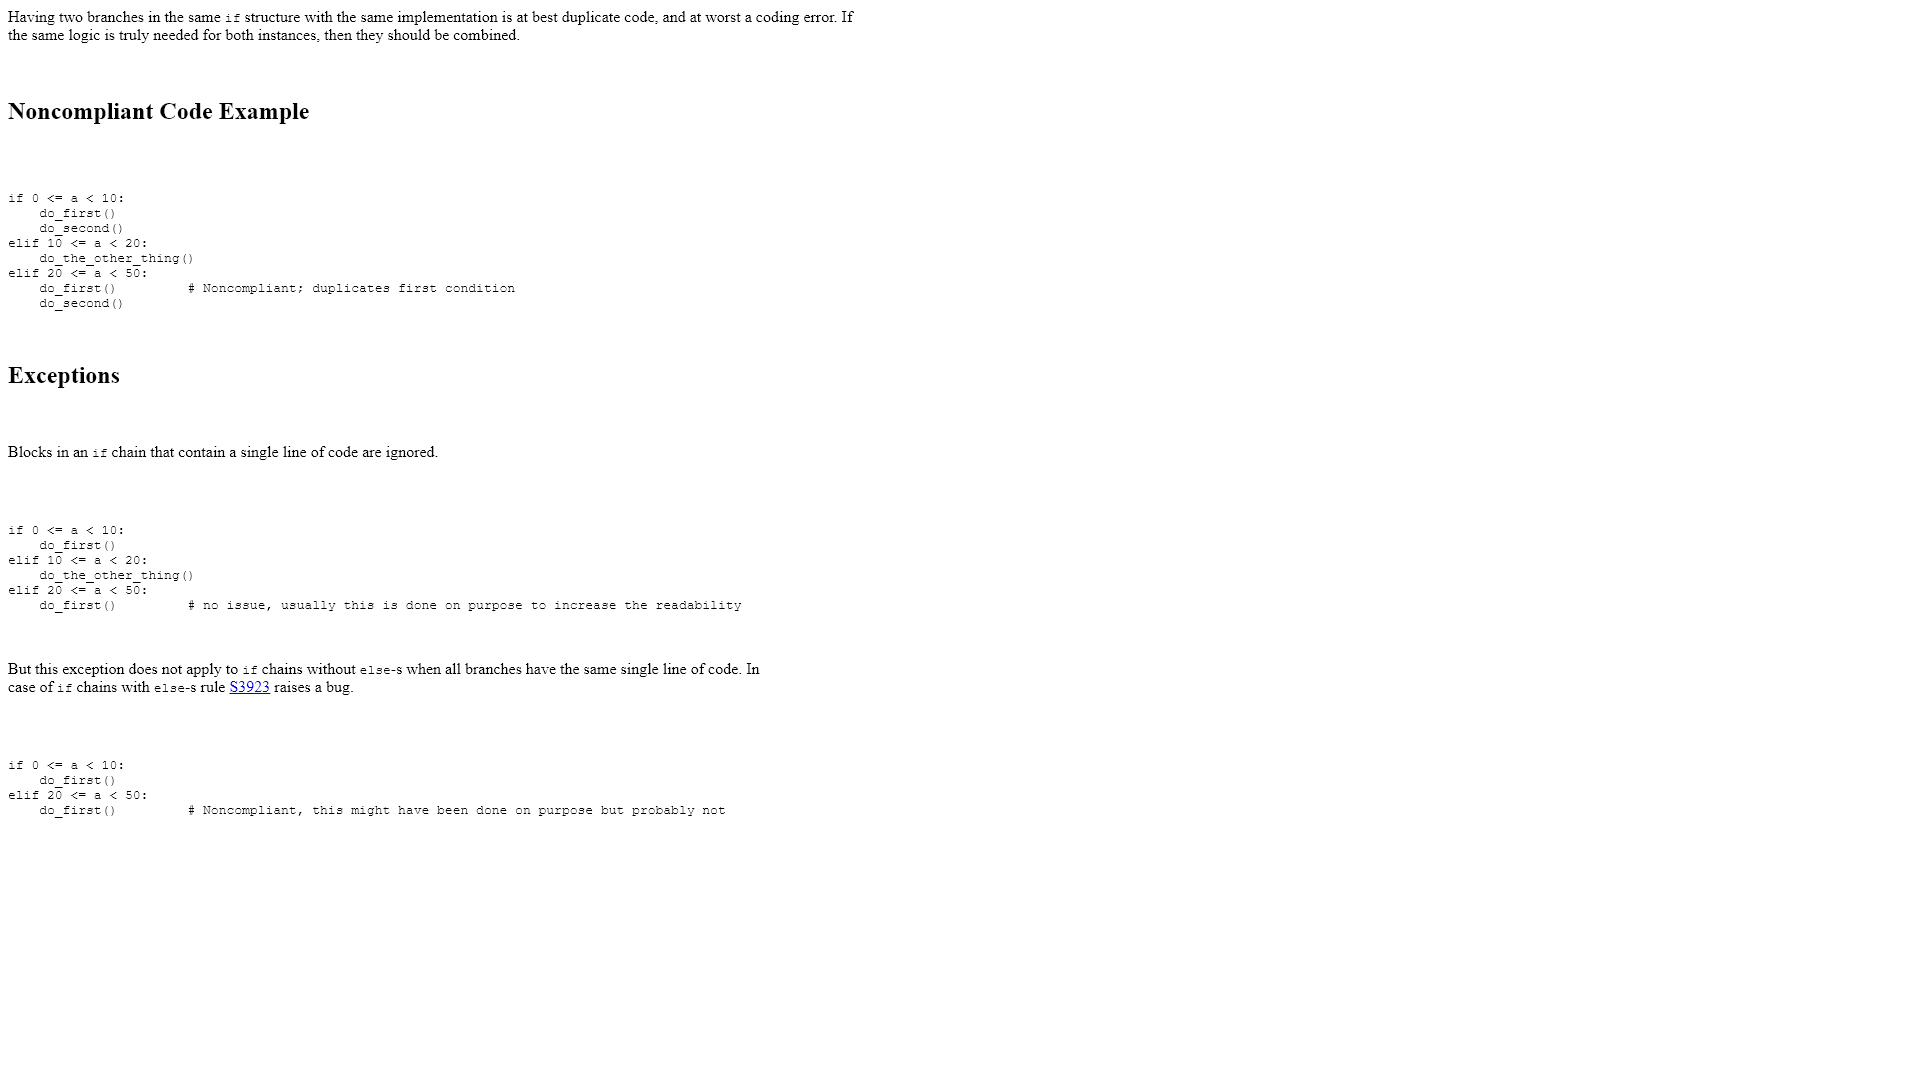 Having two branches in the same if structure with the same implementation is at best duplicate code, and at worst a coding error. If
the same logic is truly needed for both instances, then they should be combined.
Noncompliant Code Example
if 0 <= a < 10:
    do_first()
    do_second()
elif 10 <= a < 20:
    do_the_other_thing()
elif 20 <= a < 50:
    do_first()         # Noncompliant; duplicates first condition
    do_second()
Exceptions
Blocks in an if chain that contain a single line of code are ignored.
if 0 <= a < 10:
    do_first()
elif 10 <= a < 20:
    do_the_other_thing()
elif 20 <= a < 50:
    do_first()         # no issue, usually this is done on purpose to increase the readability
But this exception does not apply to if chains without else-s when all branches have the same single line of code. In
case of if chains with else-s rule S3923 raises a bug.
if 0 <= a < 10:
    do_first()
elif 20 <= a < 50:
    do_first()         # Noncompliant, this might have been done on purpose but probably not